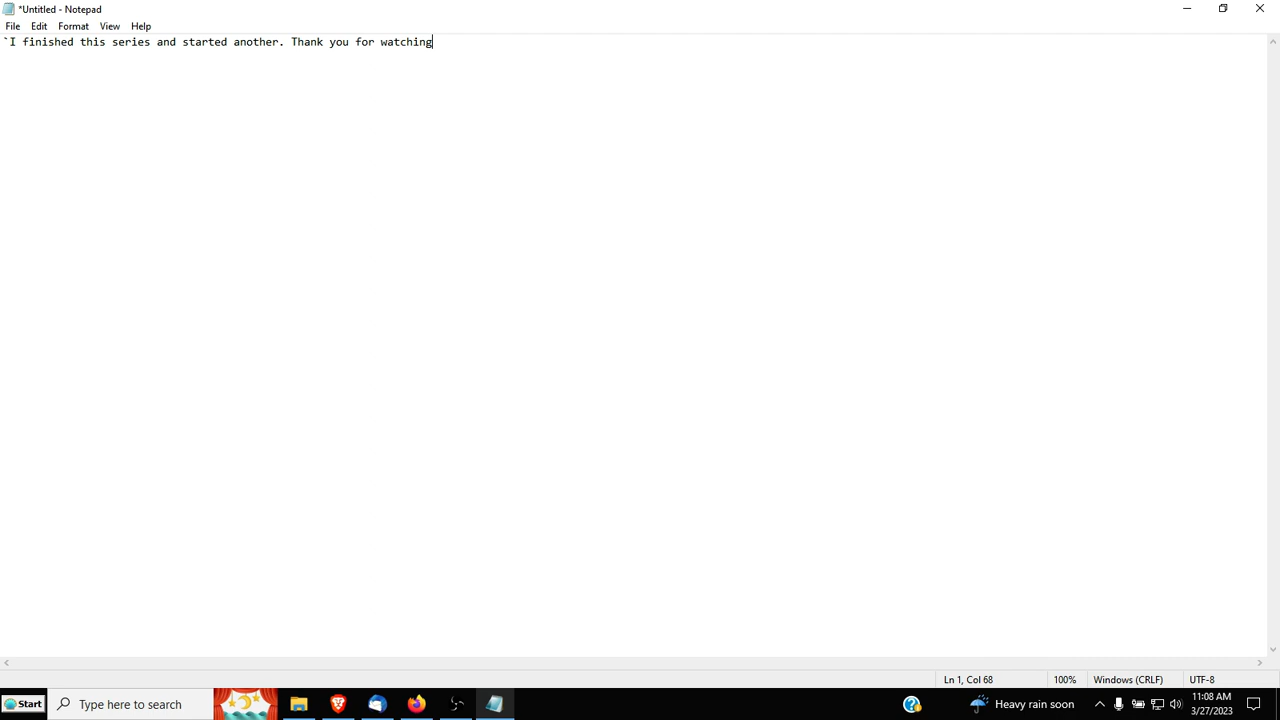 *Untitled - Notepad
File Edit Format View Help
`I finished this series and started another. Thank you for watching
Ln 1, Col 68 100% Windows (CRLF) UTF-8
Start Type here to search Heavy rain soon 11:08 AM
3/27/2023